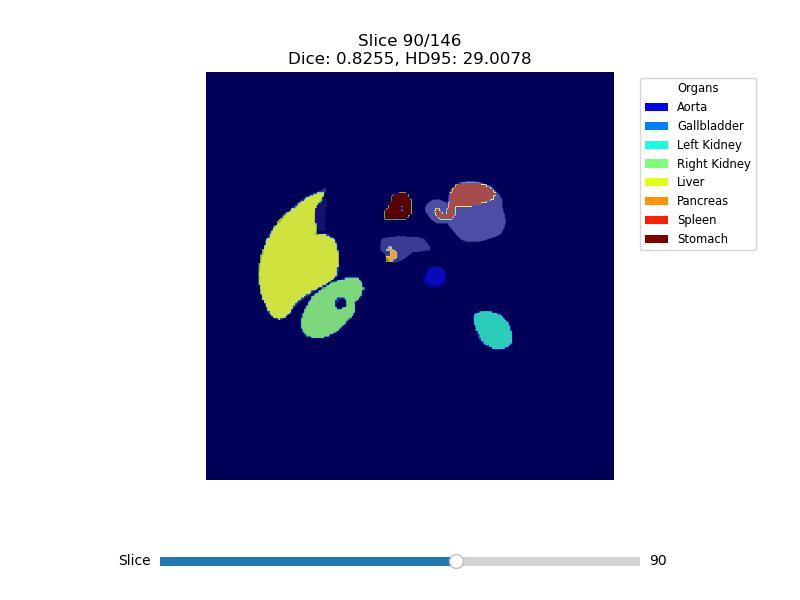 Slice 90/146
Dice: 0.8255, HD95: 29.0078
Organs
Aorta
Gallbladder
Left Kidney
Right Kidney
Liver
Pancreas
Spleen
Stomach
Slice 90